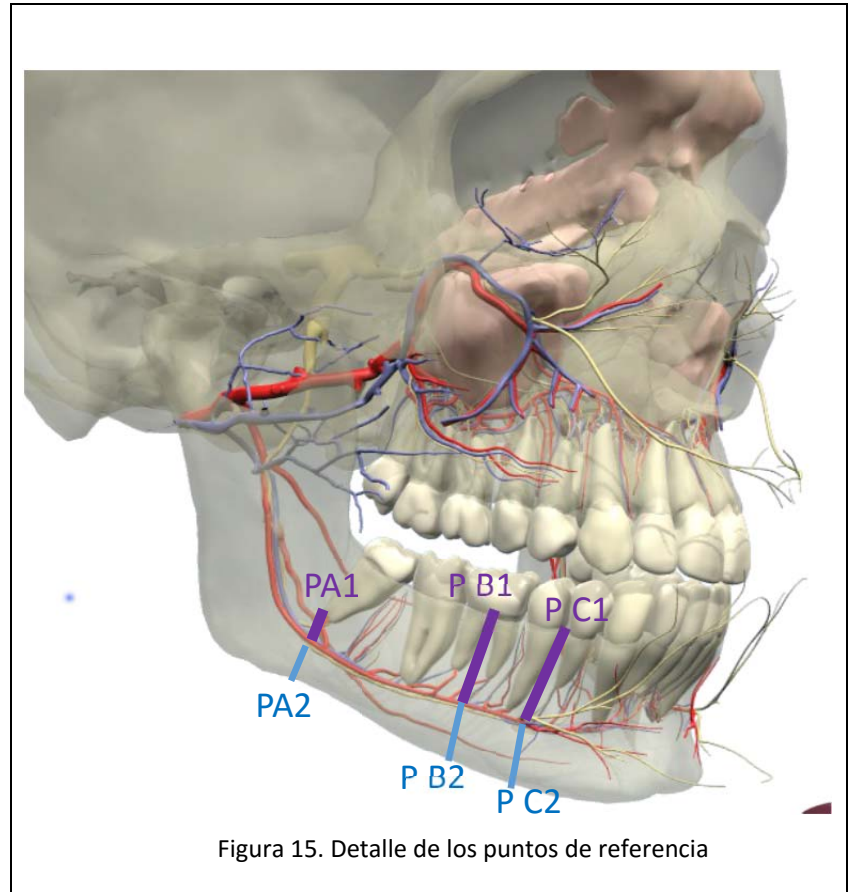 PA1
P B1
P C1
PA2
P B2
P C2
Figura 15. Detalle de los puntos de referencia